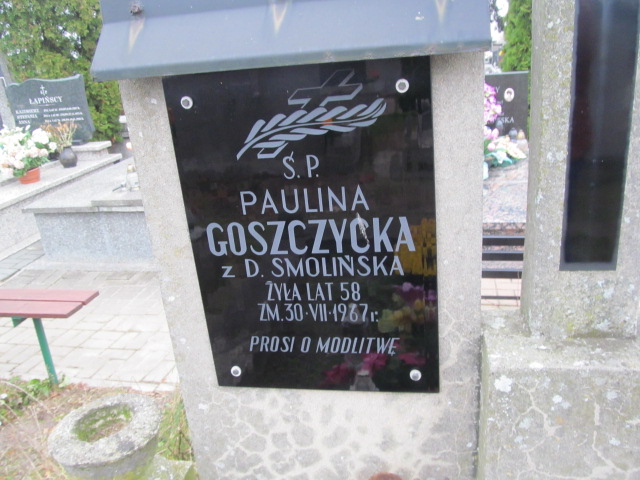 Ś. P.
PAULINA
GOSZCZYCKA
z D. SMOLIŃSKA
ŻYŁA LAT 58
ZM. 30·VII·1967 r.
PROSI O MODLITWĘ
ŁAPIŃSCY